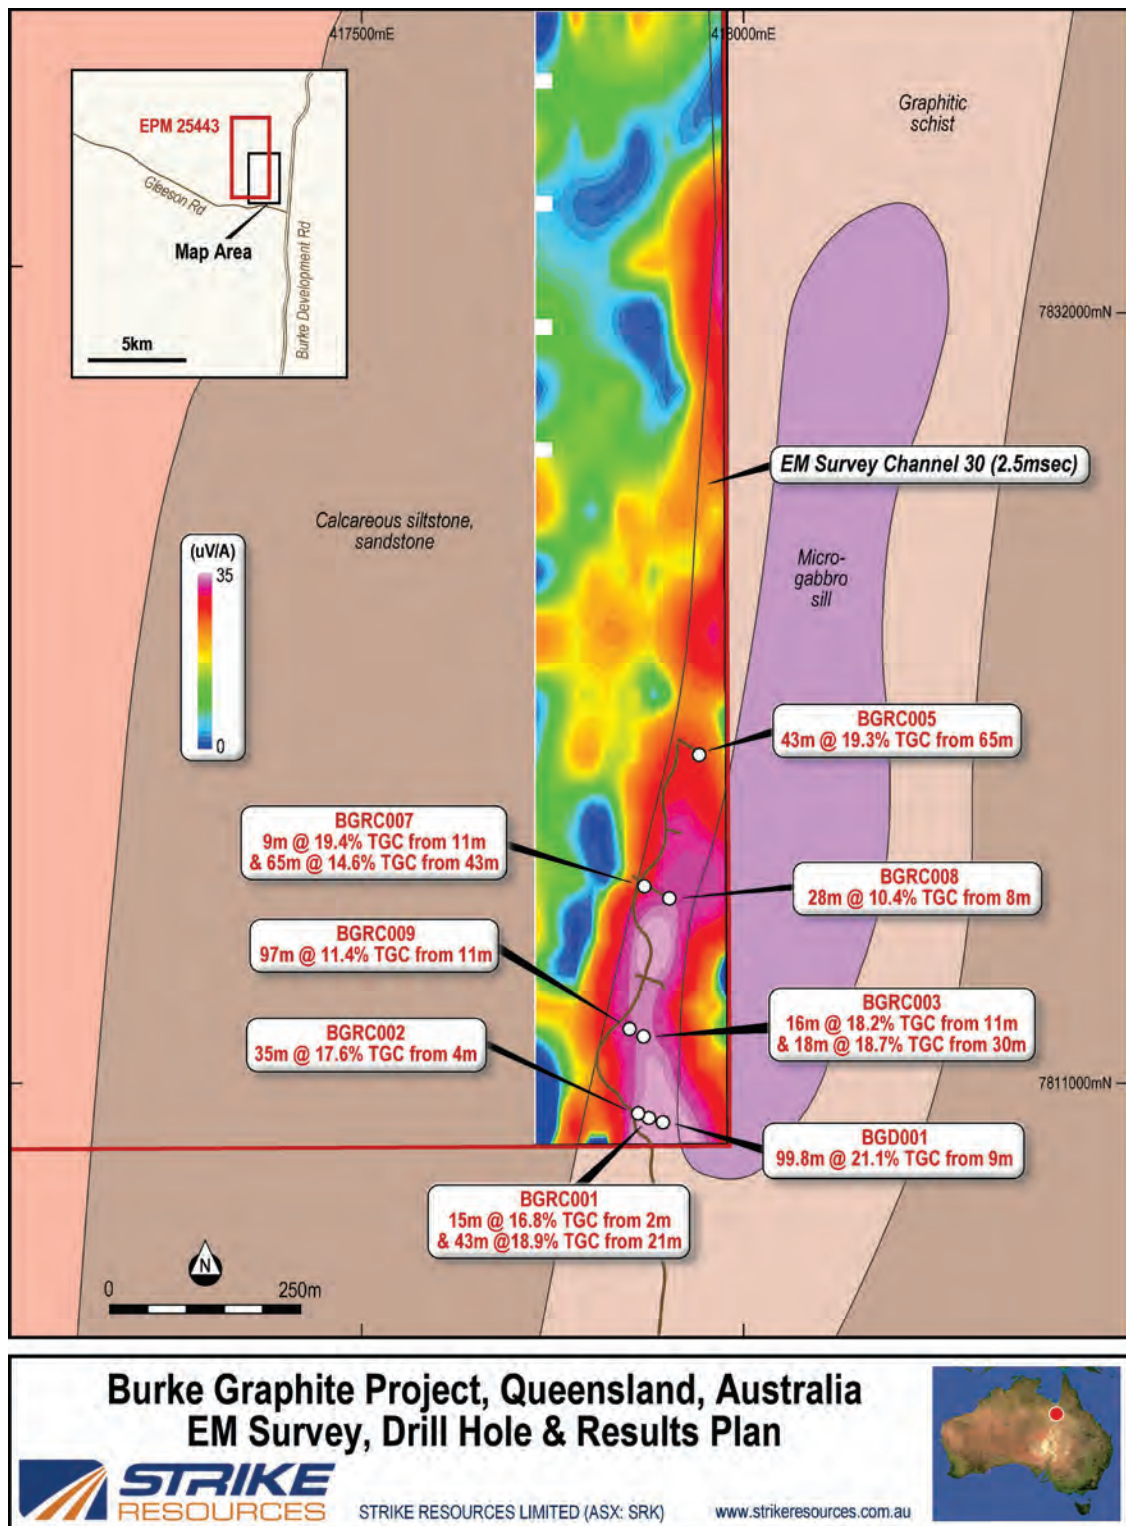 417500mE
418000mE
EPM 25443
Gleeson Rd
Map Area
Burke Development Rd
5km
Graphitic
schist
7832000mN
EM Survey Channel 30 (2.5msec)
Calcareous siltstone,
sandstone
(uV/A)
35
0
Micro-
gabbro
sill
BGRC005
43m @ 19.3% TGC from 65m
BGRC007
9m @ 19.4% TGC from 11m
& 65m @ 14.6% TGC from 43m
BGRC008
28m @ 10.4% TGC from 8m
BGRC009
97m @ 11.4% TGC from 11m
BGRC003
16m @ 18.2% TGC from 11m
& 18m @ 18.7% TGC from 30m
BGRC002
35m @ 17.6% TGC from 4m
7811000mN
BGD001
99.8m @ 21.1% TGC from 9m
BGRC001
15m @ 16.8% TGC from 2m
& 43m @18.9% TGC from 21m
N
0
250m
Burke Graphite Project, Queensland, Australia
EM Survey, Drill Hole & Results Plan
STRIKE
RESOURCES
STRIKE RESOURCES LIMITED (ASX: SRK)
www.strikeresources.com.au